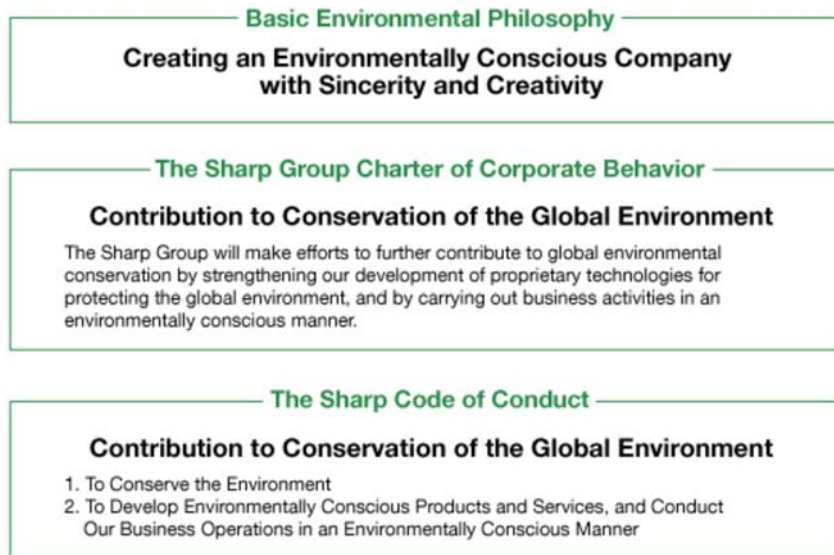 Basic Environmental Philosophy
Creating an Environmentally Conscious Company
with Sincerity and Creativity
The Sharp Group Charter of Corporate Behavior
Contribution to Conservation of the Global Environment
The Sharp Group will make efforts to further contribute to global environmental
conservation by strengthening our development of proprietary technologies for
protecting the global environment, and by carrying out business activities in an
environmentally conscious manner.
The Sharp Code of Conduct
Contribution to Conservation of the Global Environment
1. To Conserve the Environment
2. To Develop Environmentally Conscious Products and Services, and Conduct
Our Business Operations in an Environmentally Conscious Manner